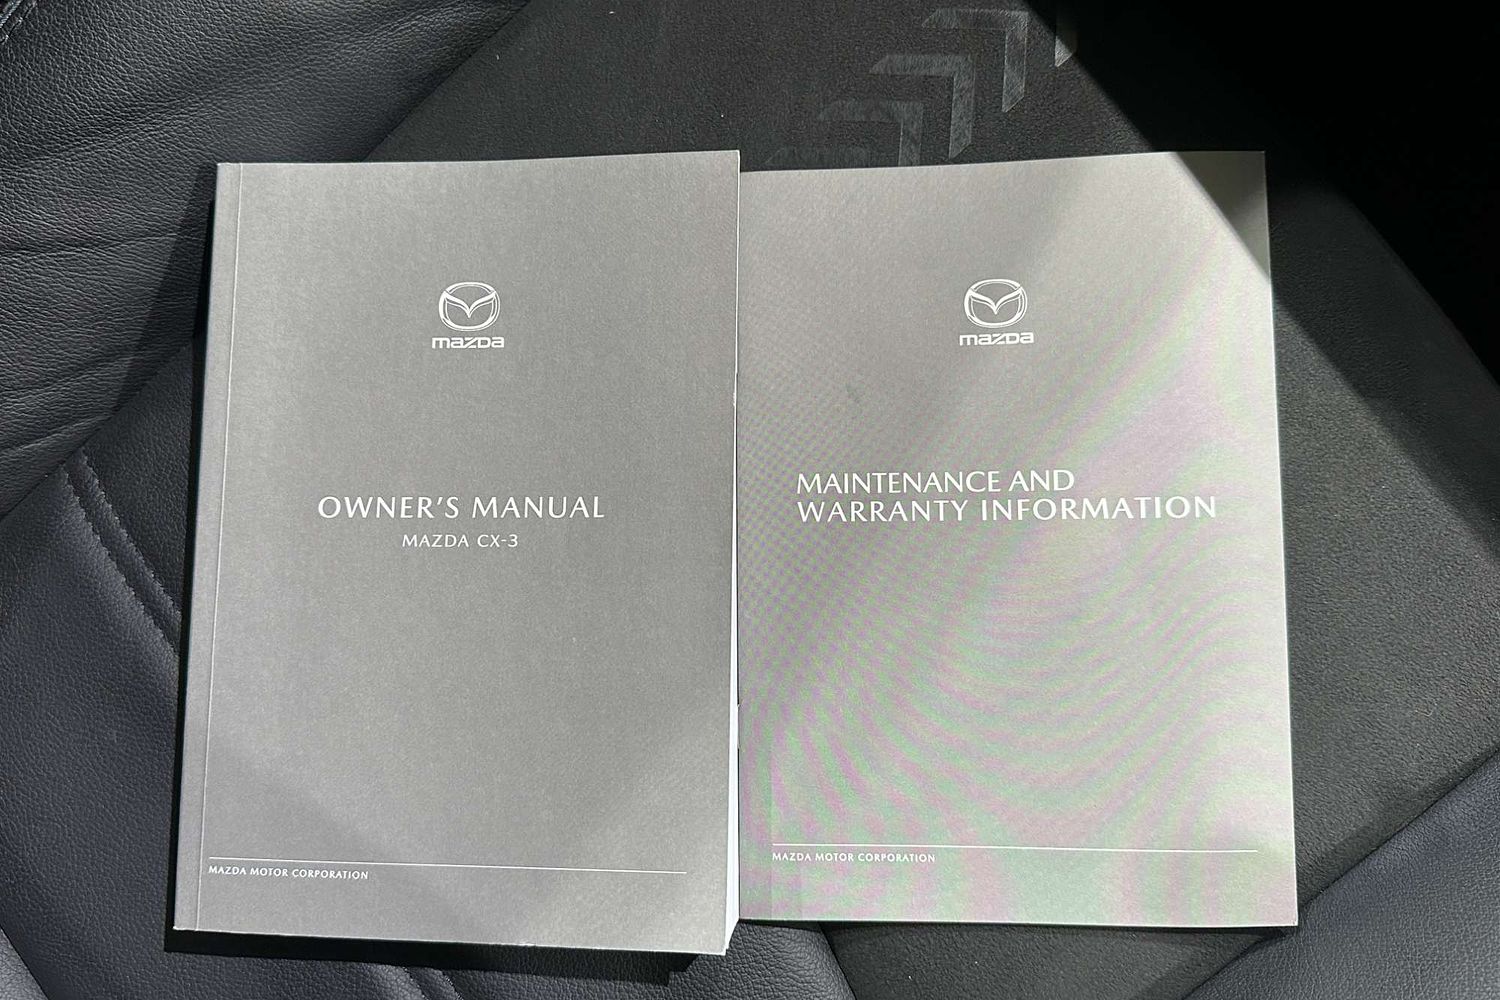 mazda
OWNER'S MANUAL
MAZDA CX-3
MAZDA MOTOR CORPORATION
mazda
MAINTENANCE AND
WARRANTY INFORMATION
MAZDA MOTOR CORPORATION